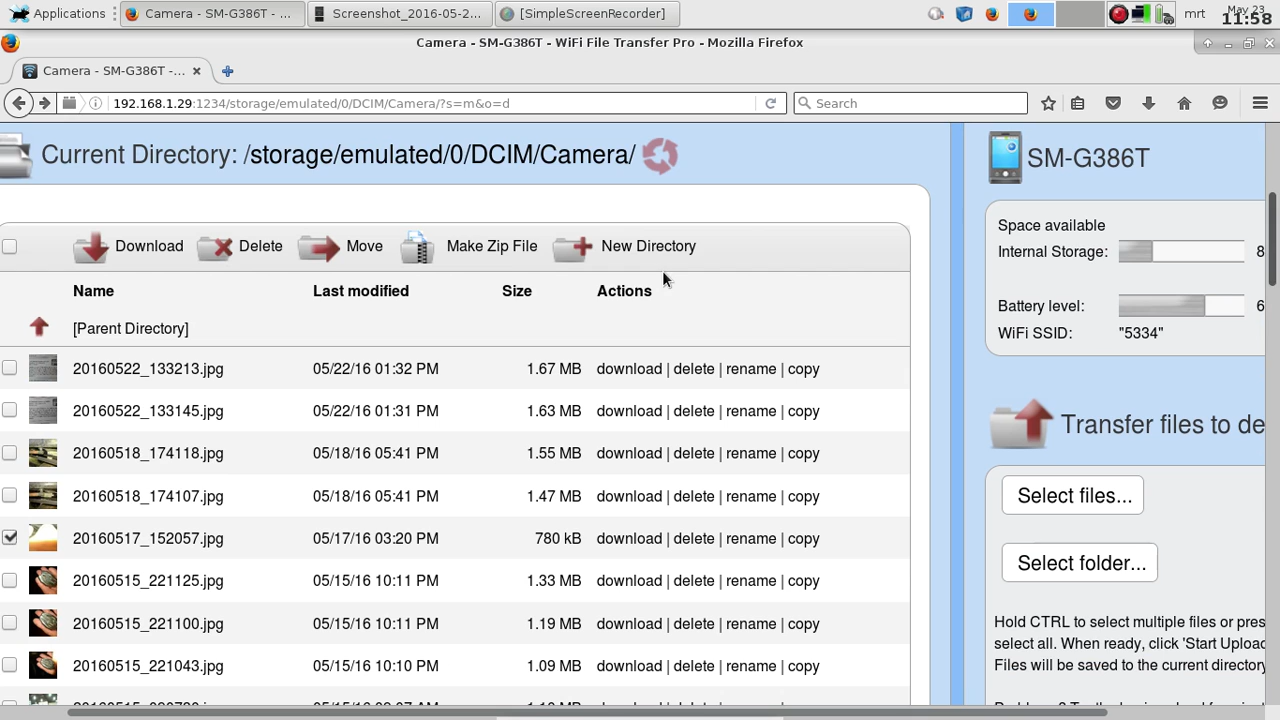 Applications Camera - SM-G386T - ... Screenshot_2016-05-2... [SimpleScreenRecorder] mrt May 23 11:58
Camera - SM-G386T - WiFi File Transfer Pro - Mozilla Firefox
Camera - SM-G386T -...
192.168.1.29:1234/storage/emulated/0/DCIM/Camera/?s=m&o=d Search
Current Directory: /storage/emulated/0/DCIM/Camera/
Download Delete Move Make Zip File New Directory
Name Last modified Size Actions
[Parent Directory]
20160522_133213.jpg 05/22/16 01:32 PM 1.67 MB download | delete | rename | copy
20160522_133145.jpg 05/22/16 01:31 PM 1.63 MB download | delete | rename | copy
20160518_174118.jpg 05/18/16 05:41 PM 1.55 MB download | delete | rename | copy
20160518_174107.jpg 05/18/16 05:41 PM 1.47 MB download | delete | rename | copy
20160517_152057.jpg 05/17/16 03:20 PM 780 kB download | delete | rename | copy
20160515_221125.jpg 05/15/16 10:11 PM 1.33 MB download | delete | rename | copy
20160515_221100.jpg 05/15/16 10:11 PM 1.19 MB download | delete | rename | copy
20160515_221043.jpg 05/15/16 10:10 PM 1.09 MB download | delete | rename | copy
SM-G386T
Space available
Internal Storage: 8
Battery level: 6
WiFi SSID: "5334"
Transfer files to de
Select files...
Select folder...
Hold CTRL to select multiple files or pres
select all. When ready, click 'Start Upload
Files will be saved to the current directory